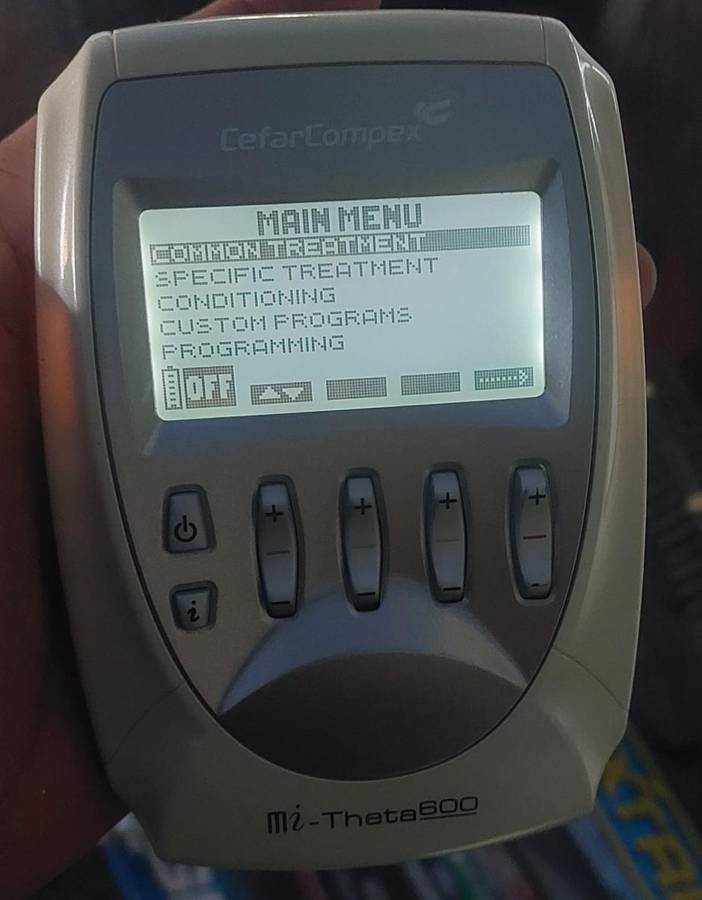 CefarCompex
MAIN MENU
COMMON TREATMENT
SPECIFIC TREATMENT
CONDITIONING
CUSTOM PROGRAMS
PROGRAMMING
OFF
+ + + +
- - - -
i
mi-Theta600